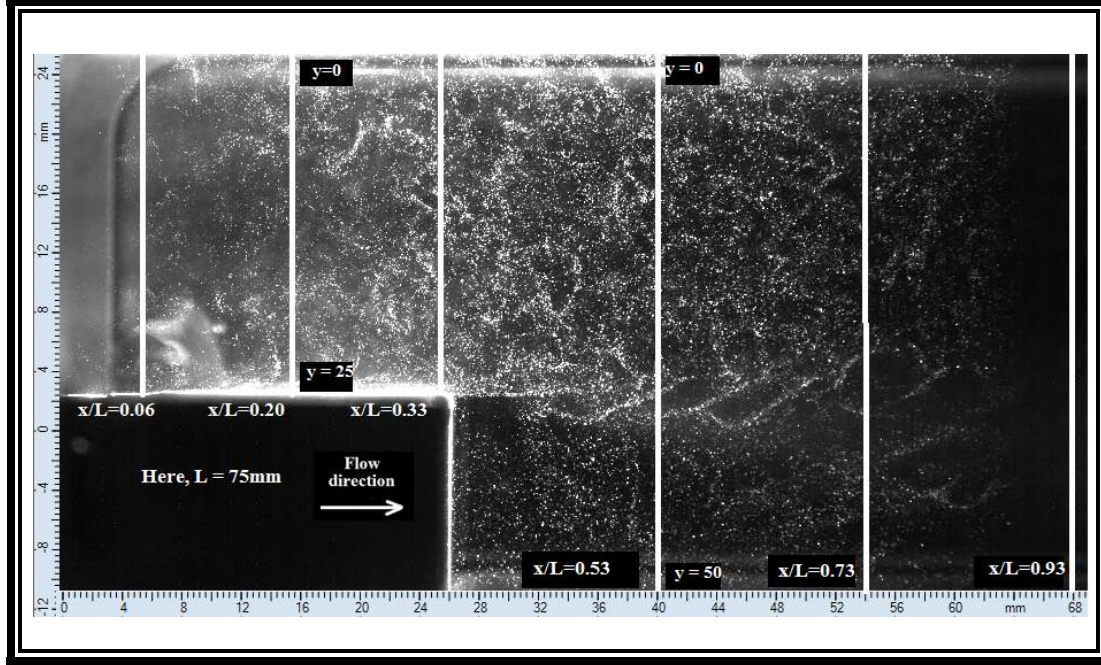 y=0
y = 0
24
mm
16
12
8
4
0
-4
-8
-12
y = 25
x/L=0.06 x/L=0.20 x/L=0.33
Here, L = 75mm
Flow
direction
x/L=0.53
y = 50
x/L=0.73
x/L=0.93
0 4 8 12 16 20 24 28 32 36 40 44 48 52 56 60 mm 68